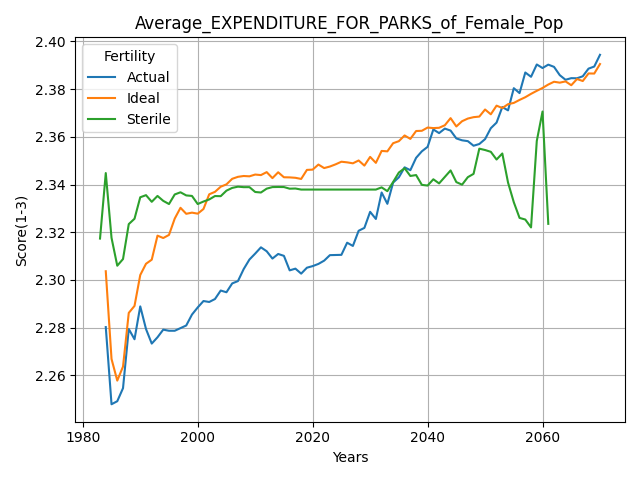 Average_EXPENDITURE_FOR_PARKS_of_Female_Pop
Fertility
Actual
Ideal
Sterile
Score(1-3)
2.40
2.38
2.36
2.34
2.32
2.30
2.28
2.26
1980
2000
2020
2040
2060
Years